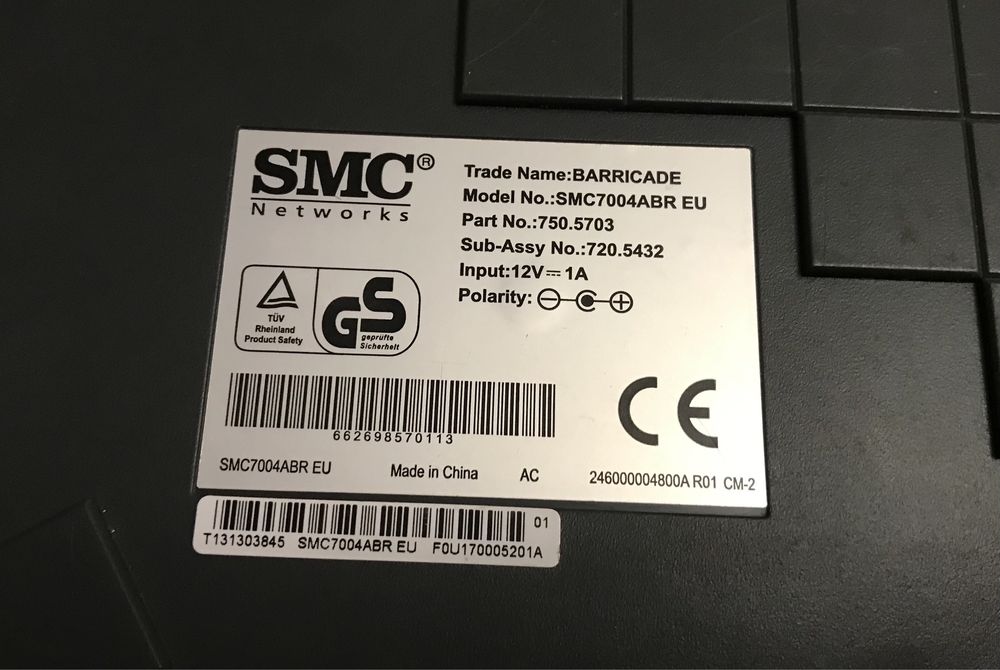 SMC®
Networks
Trade Name:BARRICADE
Model No.:SMC7004ABR EU
Part No.:750.5703
Sub-Assy No.:720.5432
Input:12V⎓1A
Polarity:
TÜV
Rheinland
Product Safety
GS
geprüfte
Sicherheit
662698570113
CE
SMC7004ABR EU Made in China AC 246000004800A R01 CM-2
01
T131303845 SMC7004ABR EU F0U170005201A